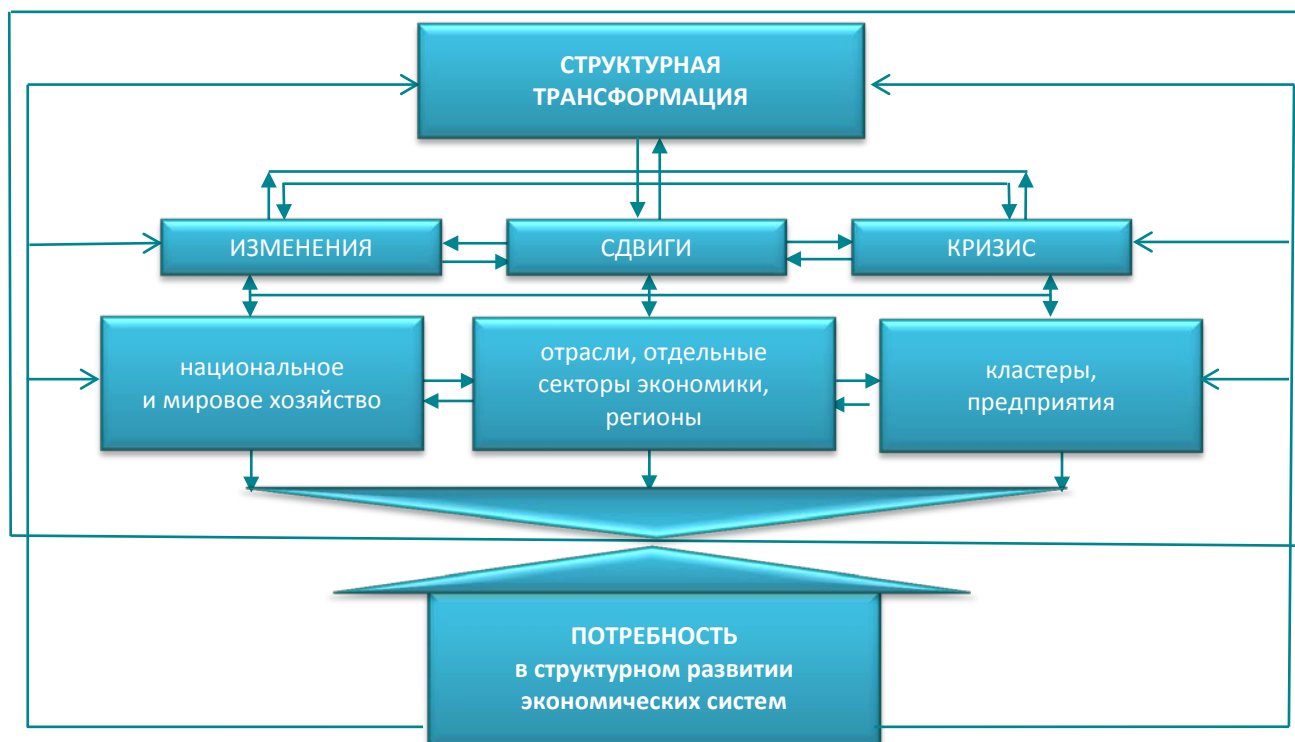 СТРУКТУРНАЯ
ТРАНСФОРМАЦИЯ
ИЗМЕНЕНИЯ
СДВИГИ
КРИЗИС
национальное
и мировое хозяйство
отрасли, отдельные
секторы экономики,
регионы
кластеры,
предприятия
ПОТРЕБНОСТЬ
в структурном развитии
экономических систем